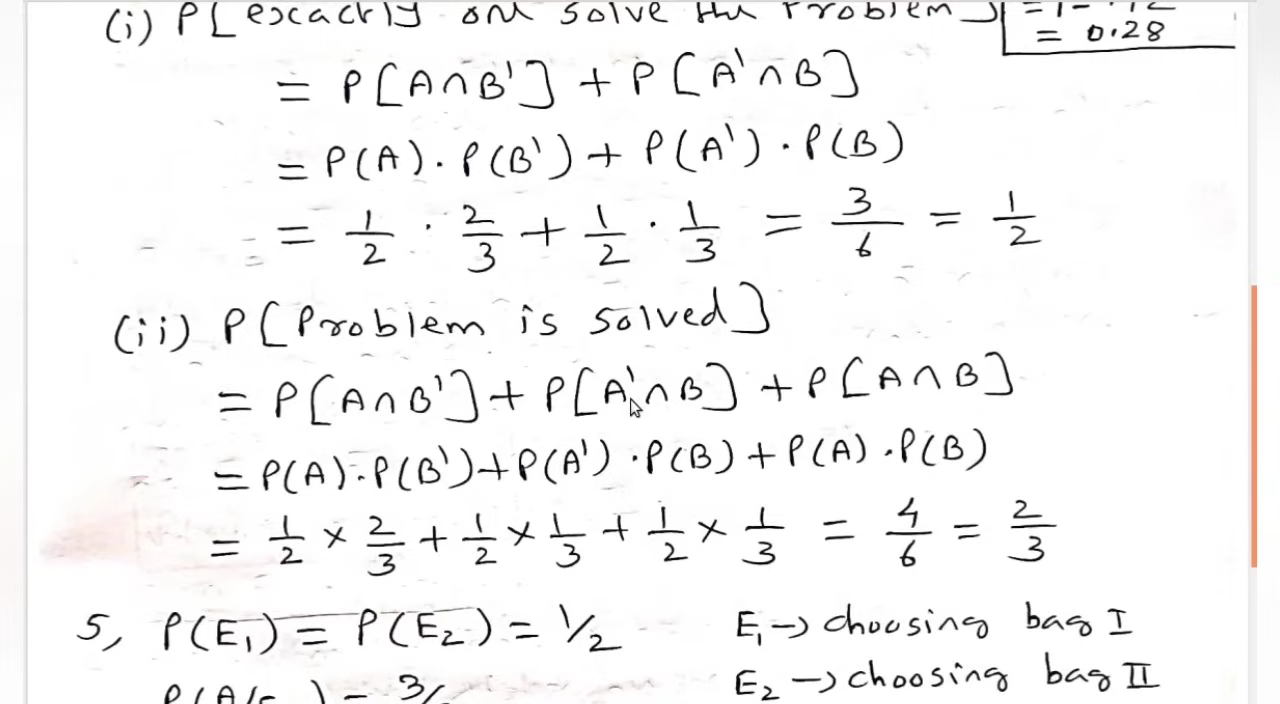 (i) P[excactly one solve the Problem]
= 0.28
= P[A∩B'] + P[A'∩B]
= P(A). P(B') + P(A') . P(B)
= 1/2 . 2/3 + 1/2 . 1/3 = 3/6 = 1/2
(ii) P[Problem is solved]
= P[A∩B'] + P[A'∩B] + P[A∩B]
= P(A).P(B')+P(A') .P(B) + P(A) .P(B)
= 1/2 × 2/3 + 1/2 × 1/3 + 1/2 × 1/3 = 4/6 = 2/3
5, P(E₁) = P(E₂) = 1/2 E₁→ choosing bag I
E₂ → choosing bag II